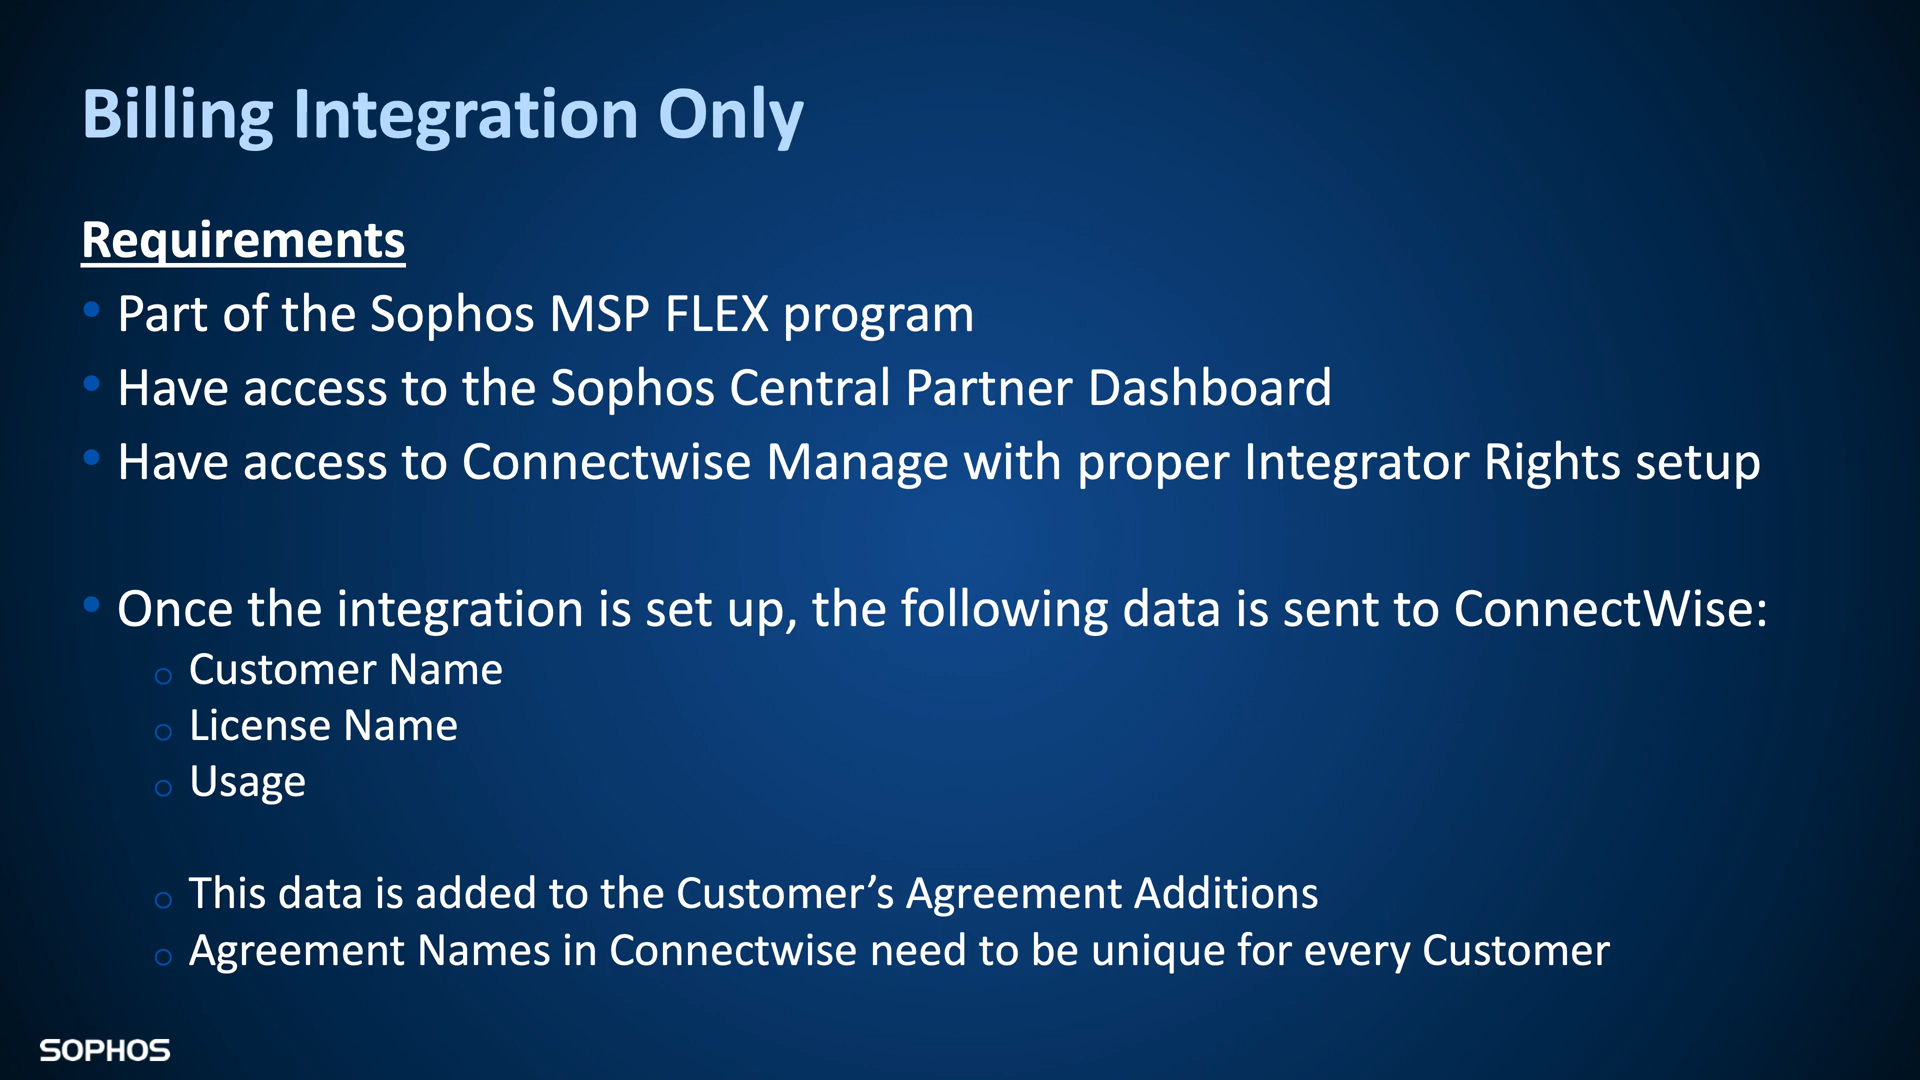 Billing Integration Only
Requirements
• Part of the Sophos MSP FLEX program
• Have access to the Sophos Central Partner Dashboard
• Have access to Connectwise Manage with proper Integrator Rights setup
• Once the integration is set up, the following data is sent to ConnectWise:
o Customer Name
o License Name
o Usage
o This data is added to the Customer’s Agreement Additions
o Agreement Names in Connectwise need to be unique for every Customer
SOPHOS